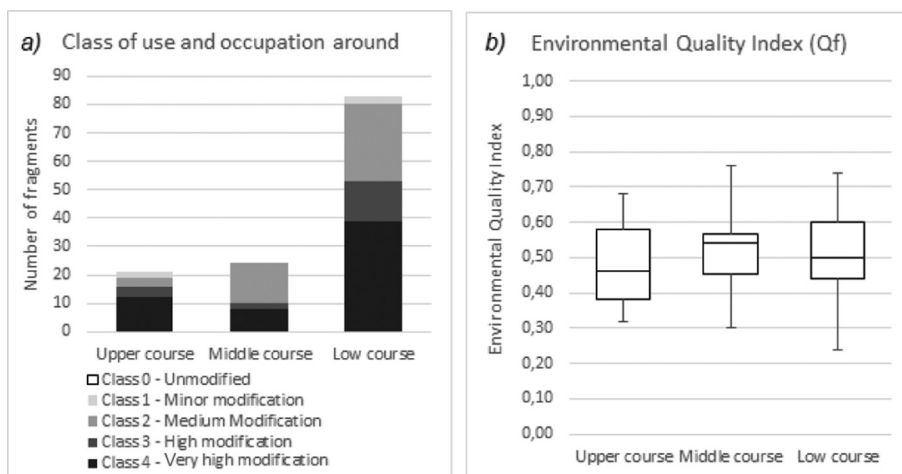 a) Class of use and occupation around
Number of fragments
90
80
70
60
50
40
30
20
10
0
Upper course Middle course Low course
Class 0 - Unmodified
Class 1 - Minor modification
Class 2 - Medium Modification
Class 3 - High modification
Class 4 - Very high modification
b) Environmental Quality Index (Qf)
Environmental Quality Index
1,00
0,90
0,80
0,70
0,60
0,50
0,40
0,30
0,20
0,10
0,00
Upper course Middle course Low course